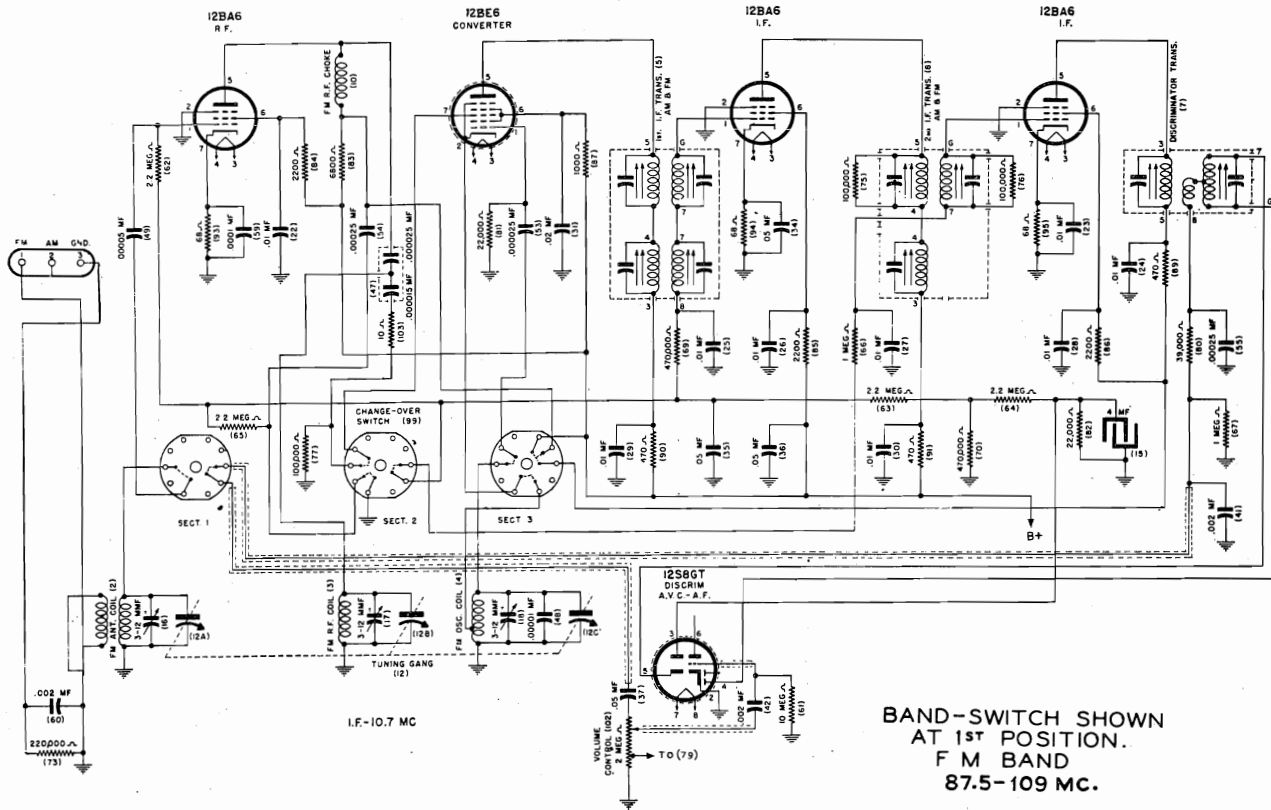 12BA6
R.F.
12BE6
CONVERTER
12BA6
I.F.
12BA6
I.F.
FM R.F. CHOKE
(10)
1st. I.F. TRANS. (5)
AM & FM
2nd I.F. TRANS. (6)
AM & FM
DISCRIMINATOR TRANS.
(7)
2.2 MEG Ω
(62)
.00005 MF
(49)
68 Ω
(93)
.0001 MF
(59)
.01 MF
(22)
2200 Ω
(84)
6800 Ω
(83)
.00025 MF
(54)
.000025 MF
.000015 MF
(47)
10 Ω
(103)
22,000 Ω
(81)
.000025 MF
(53)
.02 MF
(31)
1000 Ω
(87)
68 Ω
(94)
.05 MF
(34)
100,000 Ω
(75)
100,000 Ω
(76)
68 Ω
(95)
.01 MF
(23)
.01 MF
(24)
470 Ω
(89)
470,000 Ω
(69)
.01 MF
(25)
.01 MF
(26)
2200 Ω
(85)
1 MEG Ω
(66)
.01 MF
(27)
.01 MF
(28)
2200 Ω
(86)
39,000 Ω
(80)
.00025 MF
(55)
FM AM GND.
1 2 3
2.2 MEG Ω
(65)
CHANGE-OVER
SWITCH (99)
100,000 Ω
(77)
2.2 MEG Ω
(63)
2.2 MEG Ω
(64)
.01 MF
(29)
470 Ω
(90)
.05 MF
(35)
.05 MF
(36)
.01 MF
(30)
470 Ω
(91)
470,000 Ω
(70)
22,000 Ω
(82)
4 MF
(15)
1 MEG Ω
(67)
.002 MF
(41)
SECT. 1
SECT. 2
SECT 3
B+
FM ANT. COIL (2)
3-12 MMF
(16)
(12A)
FM R.F. COIL (3)
3-12 MMF
(17)
(12B)
FM OSC. COIL (4)
3-12 MMF
(18)
.00001 MF
(48)
(12C)
TUNING GANG
(12)
12S8GT
DISCRIM
A.V.C.-A.F.
.002 MF
(60)
220,000 Ω
(73)
I.F.-10.7 MC
.05 MF
(37)
VOLUME
CONTROL (102)
2 MEG Ω
TO (79)
.002 MF
(42)
10 MEG Ω
(61)
BAND-SWITCH SHOWN
AT 1ST POSITION.
F M BAND
87.5-109 MC.